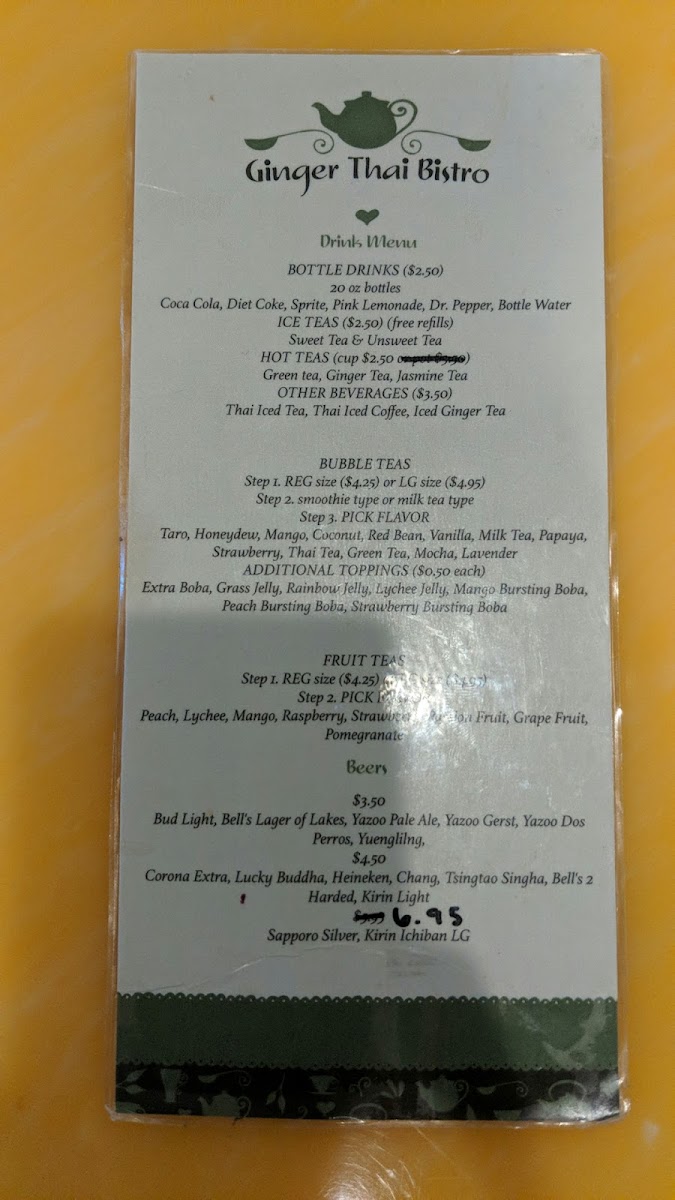 Ginger Thai Bistro
Drink Menu
BOTTLE DRINKS ($2.50)
20 oz bottles
Coca Cola, Diet Coke, Sprite, Pink Lemonade, Dr. Pepper, Bottle Water
ICE TEAS ($2.50) (free refills)
Sweet Tea & Unsweet Tea
HOT TEAS (cup $2.50 )
Green tea, Ginger Tea, Jasmine Tea
OTHER BEVERAGES ($3.50)
Thai Iced Tea, Thai Iced Coffee, Iced Ginger Tea
BUBBLE TEAS
Step 1. REG size ($4.25) or LG size ($4.95)
Step 2. smoothie type or milk tea type
Step 3. PICK FLAVOR
Taro, Honeydew, Mango, Coconut, Red Bean, Vanilla, Milk Tea, Papaya,
Strawberry, Thai Tea, Green Tea, Mocha, Lavender
ADDITIONAL TOPPINGS ($0.50 each)
Extra Boba, Grass Jelly, Rainbow Jelly, Lychee Jelly, Mango Bursting Boba,
Peach Bursting Boba, Strawberry Bursting Boba
FRUIT TEAS
Step 1. REG size ($4.25) ($4.95)
Step 2. PICK
Peach, Lychee, Mango, Raspberry, Fruit, Grape Fruit,
Pomegranate
Beers
$3.50
Bud Light, Bell's Lager of Lakes, Yazoo Pale Ale, Yazoo Gerst, Yazoo Dos
Perros, Yuenglilng,
$4.50
Corona Extra, Lucky Buddha, Heineken, Chang, Tsingtao Singha, Bell's 2
Harded, Kirin Light
6.95
Sapporo Silver, Kirin Ichiban LG